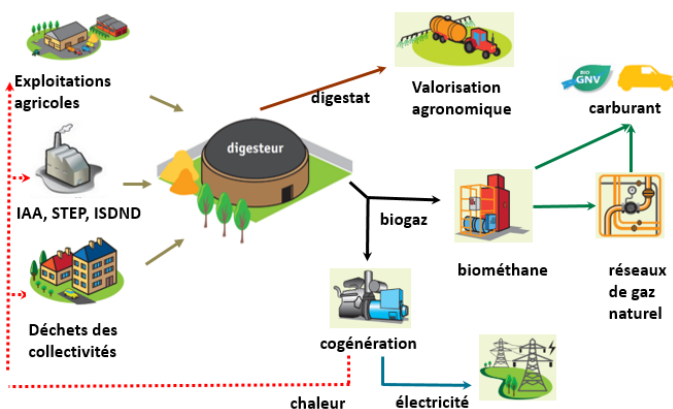 Exploitations
agricoles
IAA, STEP, ISDND
Déchets des
collectivités
digesteur
digestat
Valorisation
agronomique
biogaz
biométhane
BIO
GNV
carburant
réseaux
de gaz
naturel
cogénération
chaleur
électricité